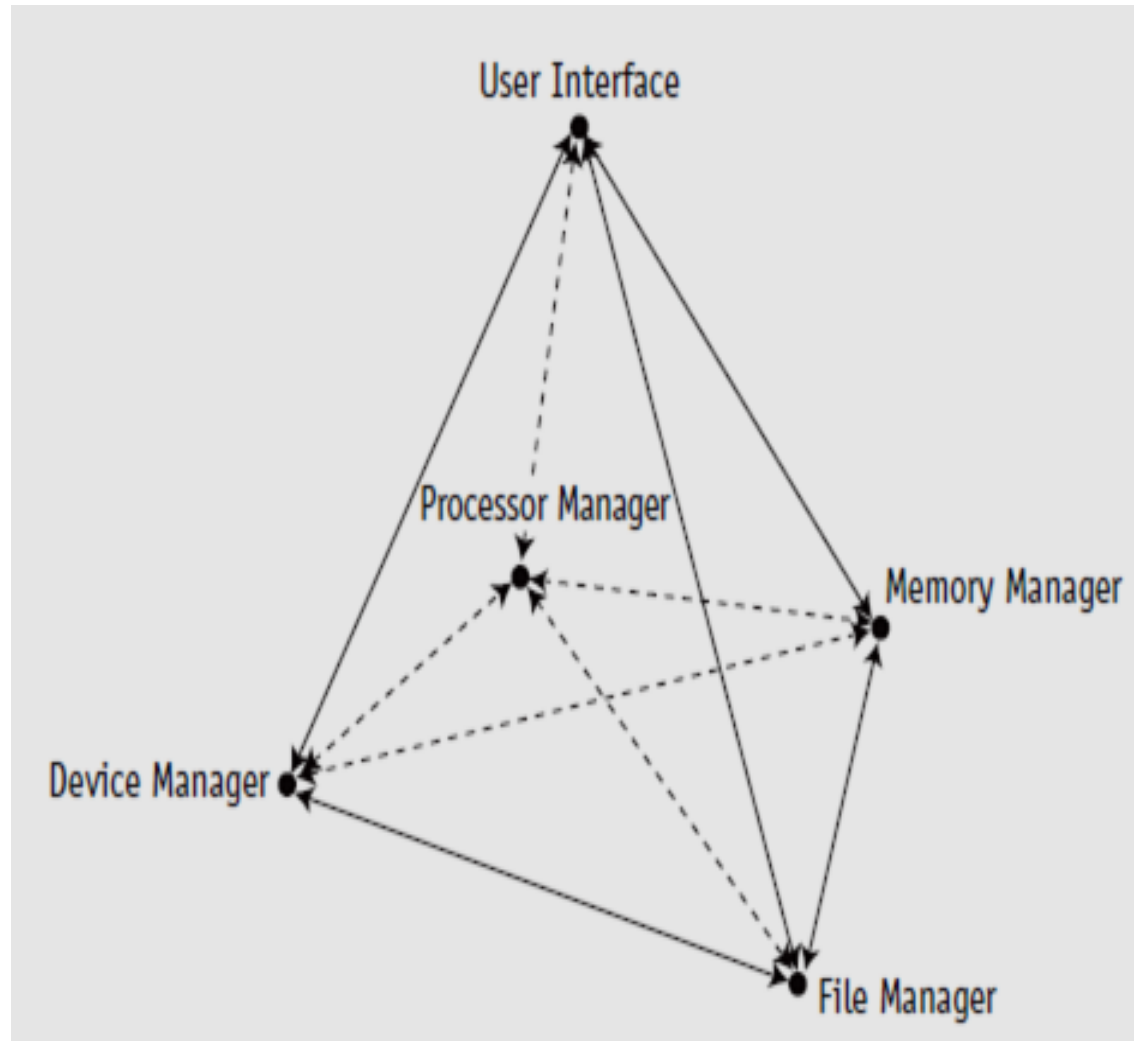 User Interface
Processor Manager
Memory Manager
Device Manager
File Manager